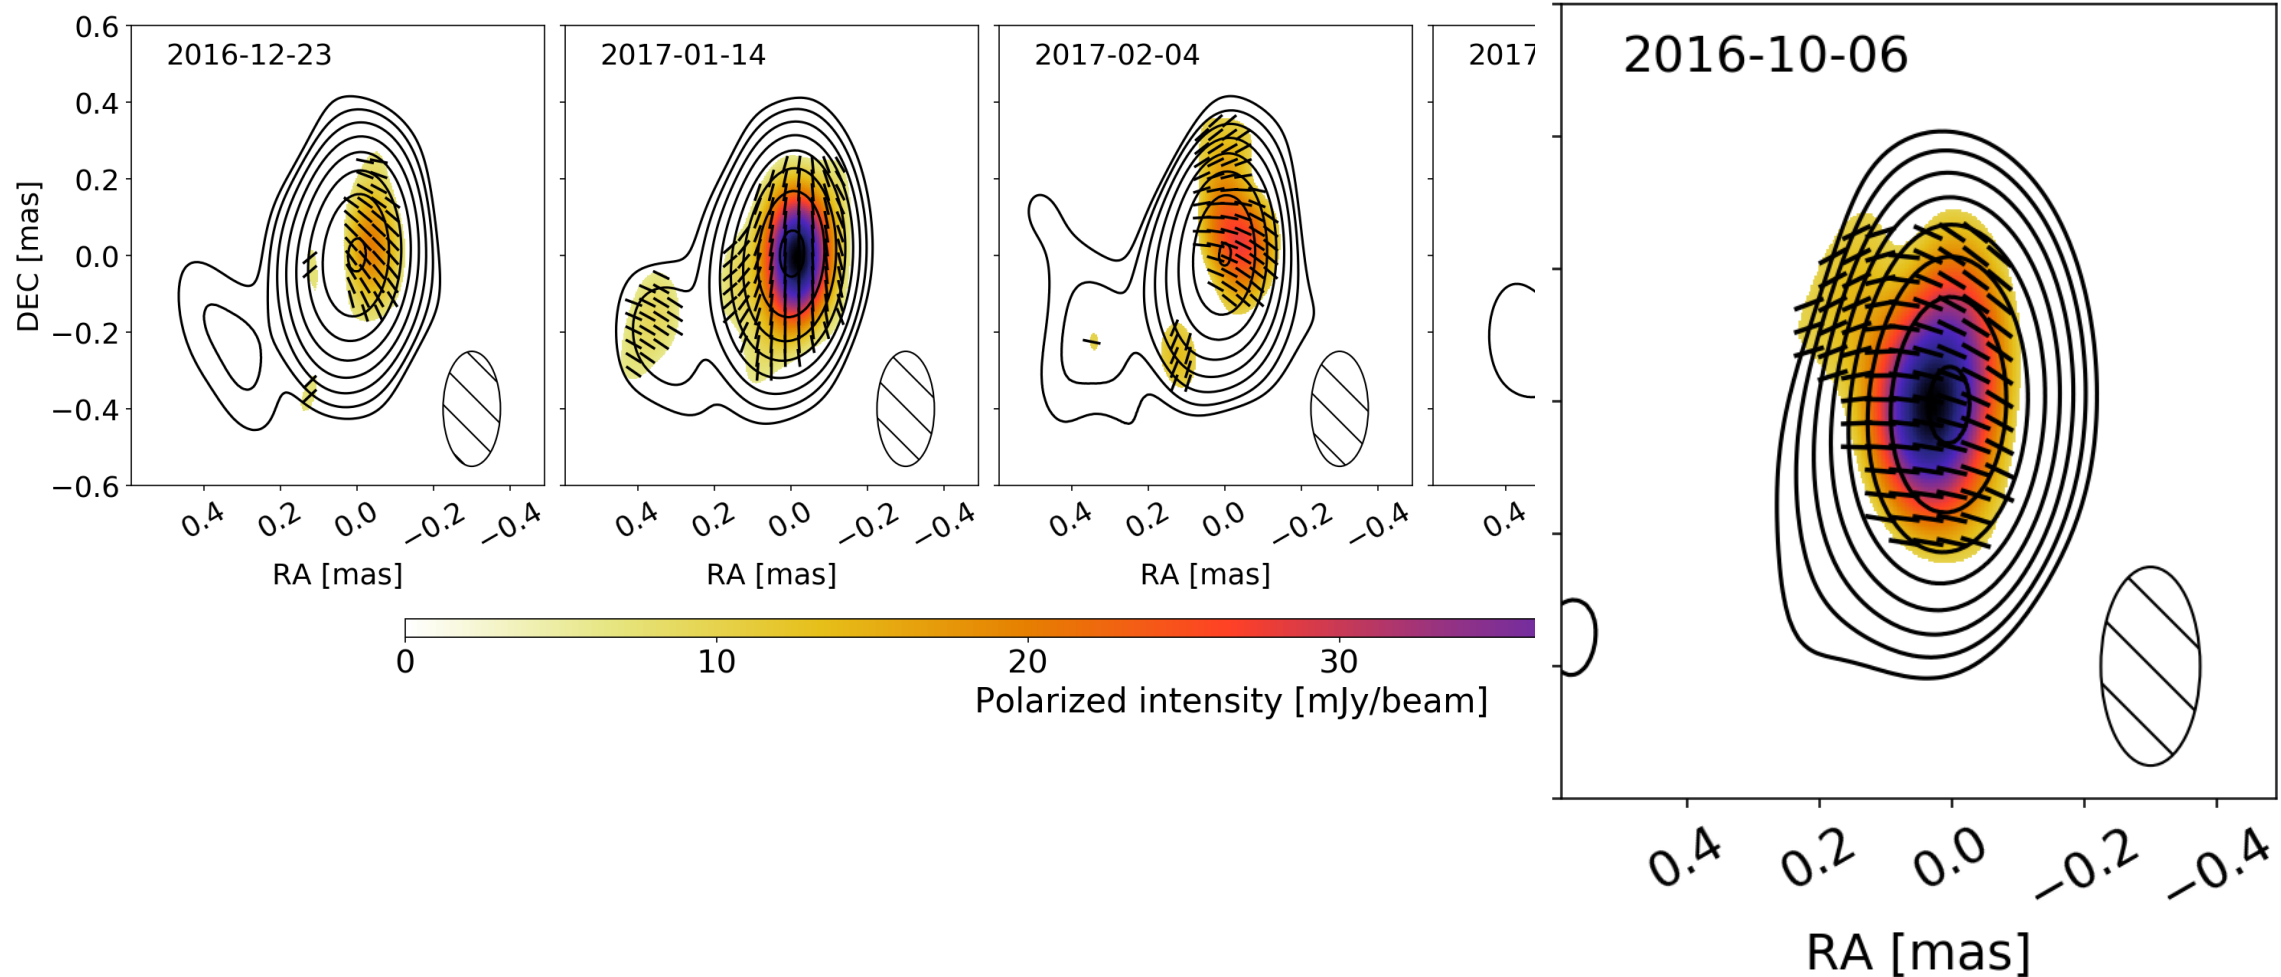 2016-12-23
2017-01-14
2017-02-04
2017
2016-10-06
0.6
0.4
0.2
0.0
−0.2
−0.4
−0.6
DEC [mas]
0.4 0.2 0.0 −0.2 −0.4
0.4 0.2 0.0 −0.2 −0.4
0.4 0.2 0.0 −0.2 −0.4
0.4
RA [mas]
RA [mas]
RA [mas]
0 10 20 30
Polarized intensity [mJy/beam]
0.4 0.2 0.0 −0.2 −0.4
RA [mas]